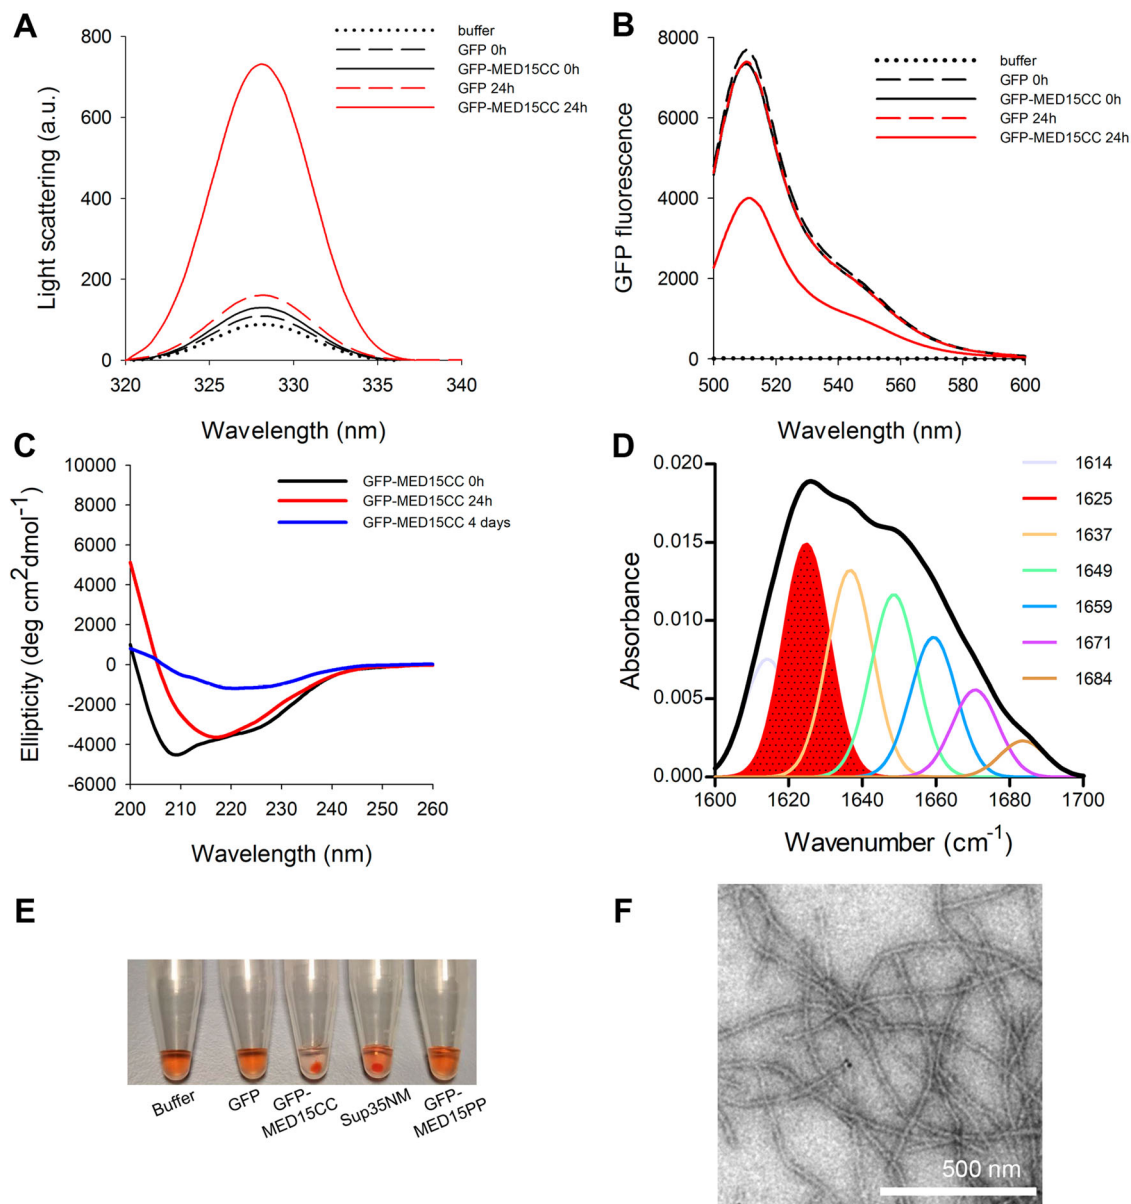 A
800
600
400
200
0
320
325
330
335
340
Light scattering (a.u.)
Wavelength (nm)
buffer
GFP 0h
GFP-MED15CC 0h
GFP 24h
GFP-MED15CC 24h
B
8000
6000
4000
2000
0
500
520
540
560
580
600
GFP fluorescence
Wavelength (nm)
buffer
GFP 0h
GFP-MED15CC 0h
GFP 24h
GFP-MED15CC 24h
C
10000
8000
6000
4000
2000
0
-2000
-4000
-6000
200
210
220
230
240
250
260
Ellipticity (deg cm2dmol-1)
Wavelength (nm)
GFP-MED15CC 0h
GFP-MED15CC 24h
GFP-MED15CC 4 days
D
0.020
0.015
0.010
0.005
0.000
1600
1620
1640
1660
1680
1700
Absorbance
Wavenumber (cm-1)
1614
1625
1637
1649
1659
1671
1684
E
Buffer
GFP
GFP-
MED15CC
Sup35NM
GFP-
MED15PP
F
500 nm